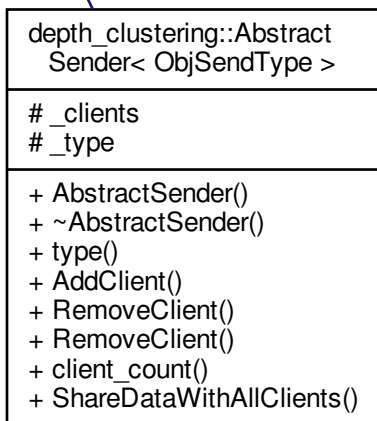 depth_clustering::Abstract
Sender< ObjSendType >
# _clients
# _type
+ AbstractSender()
+ ~AbstractSender()
+ type()
+ AddClient()
+ RemoveClient()
+ RemoveClient()
+ client_count()
+ ShareDataWithAllClients()